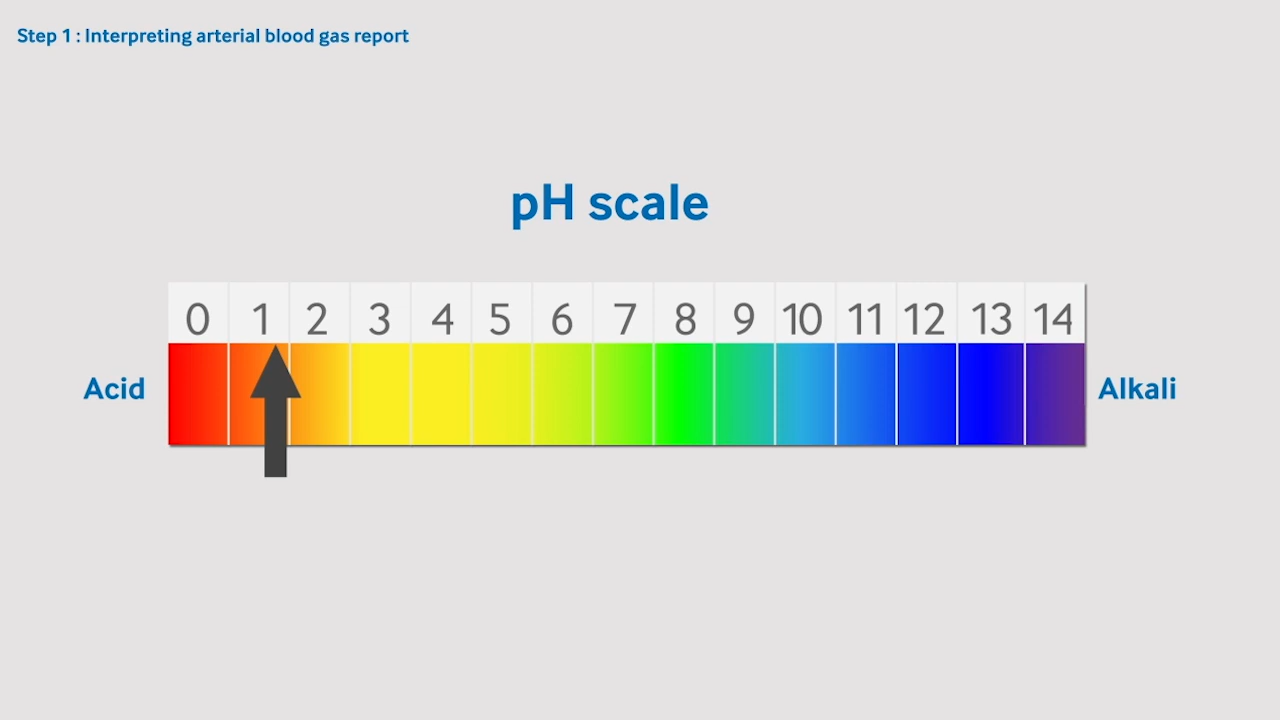 Step 1 : Interpreting arterial blood gas report
pH scale
0 1 2 3 4 5 6 7 8 9 10 11 12 13 14
Acid
Alkali